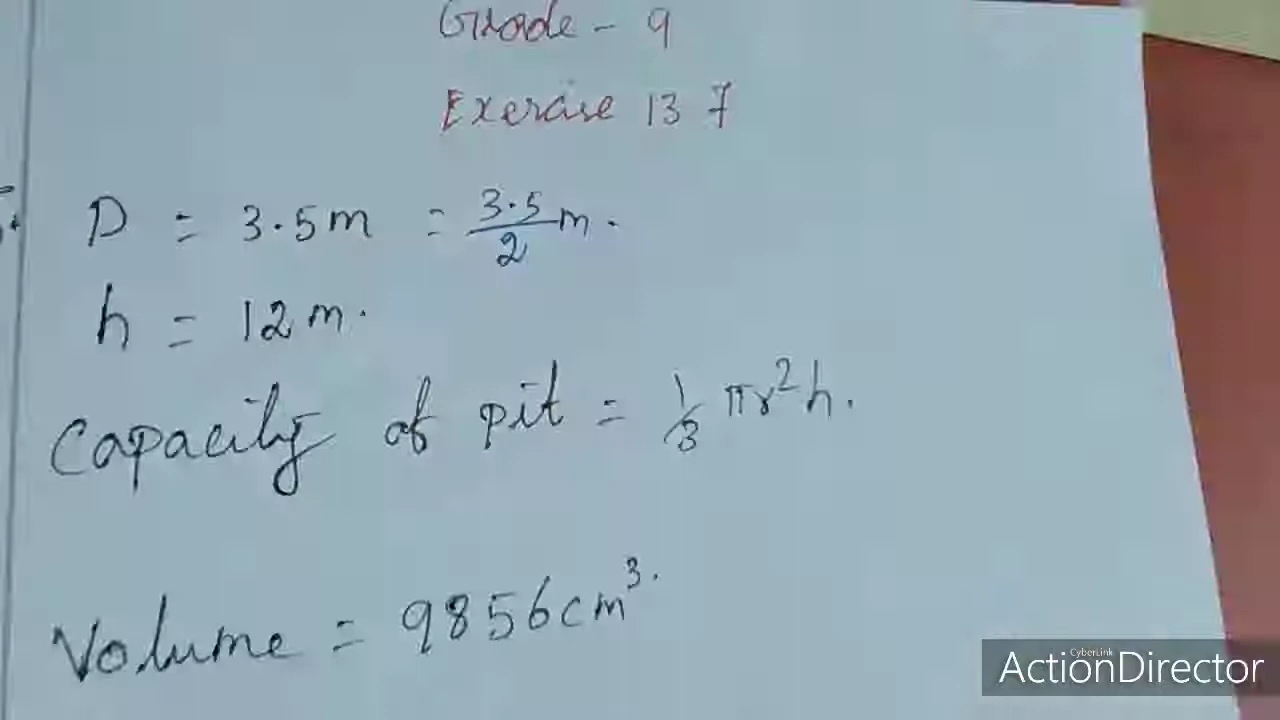 Grade - 9
Exercise 13 7
D = 3.5m = 3.5/2 m.
h = 12m.
Capacity of pit = 1/3 πr²h.
Volume = 9856cm³.
CyberLink
ActionDirector